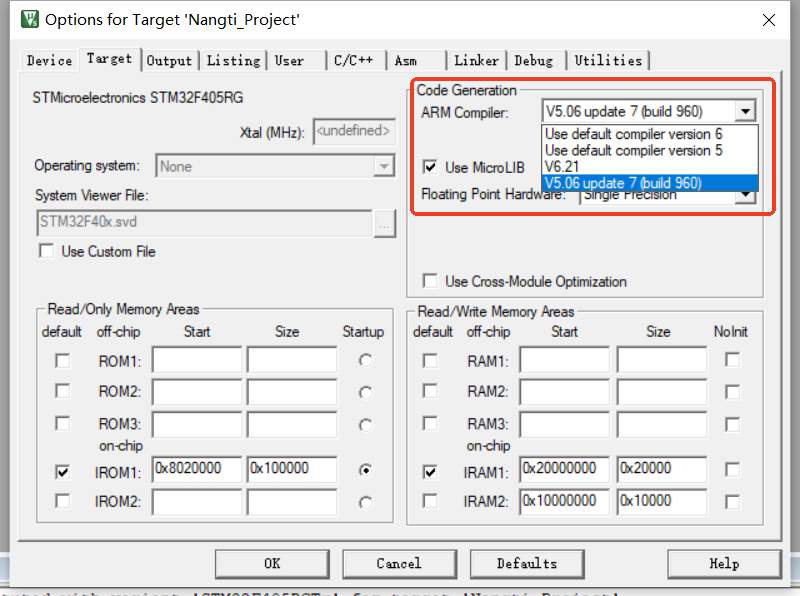 Options for Target 'Nangti_Project'
Device Target Output Listing User C/C++ Asm Linker Debug Utilities
STMicroelectronics STM32F405RG
Xtal (MHz): <undefined>
Operating system: None
System Viewer File:
STM32F40x.svd
...
Use Custom File
Code Generation
ARM Compiler: V5.06 update 7 (build 960)
Use default compiler version 6
Use default compiler version 5
V6.21
V5.06 update 7 (build 960)
Use MicroLIB
Floating Point Hardware: Single Precision
Use Cross-Module Optimization
Read/Only Memory Areas
default off-chip Start Size Startup
ROM1:
ROM2:
ROM3:
on-chip
IROM1: 0x8020000 0x100000
IROM2:
Read/Write Memory Areas
default off-chip Start Size NoInit
RAM1:
RAM2:
RAM3:
on-chip
IRAM1: 0x20000000 0x20000
IRAM2: 0x10000000 0x10000
OK Cancel Defaults Help